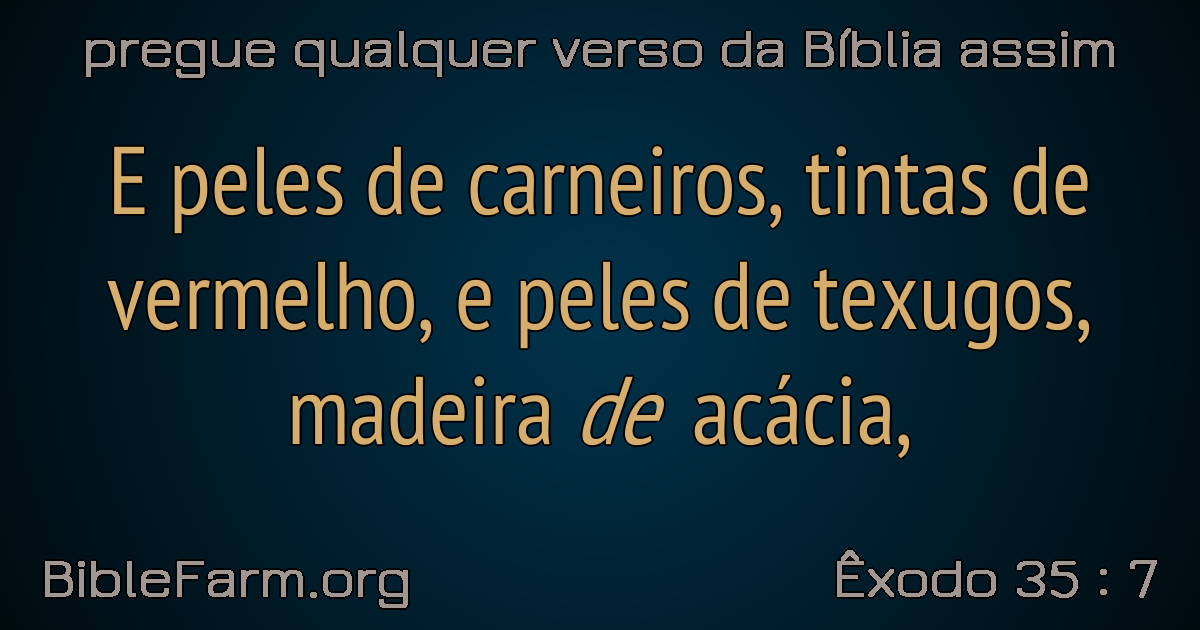 pregue qualquer verso da Bíblia assim
E peles de carneiros, tintas de
vermelho, e peles de texugos,
madeira de acácia,
BibleFarm.org
Êxodo 35 : 7